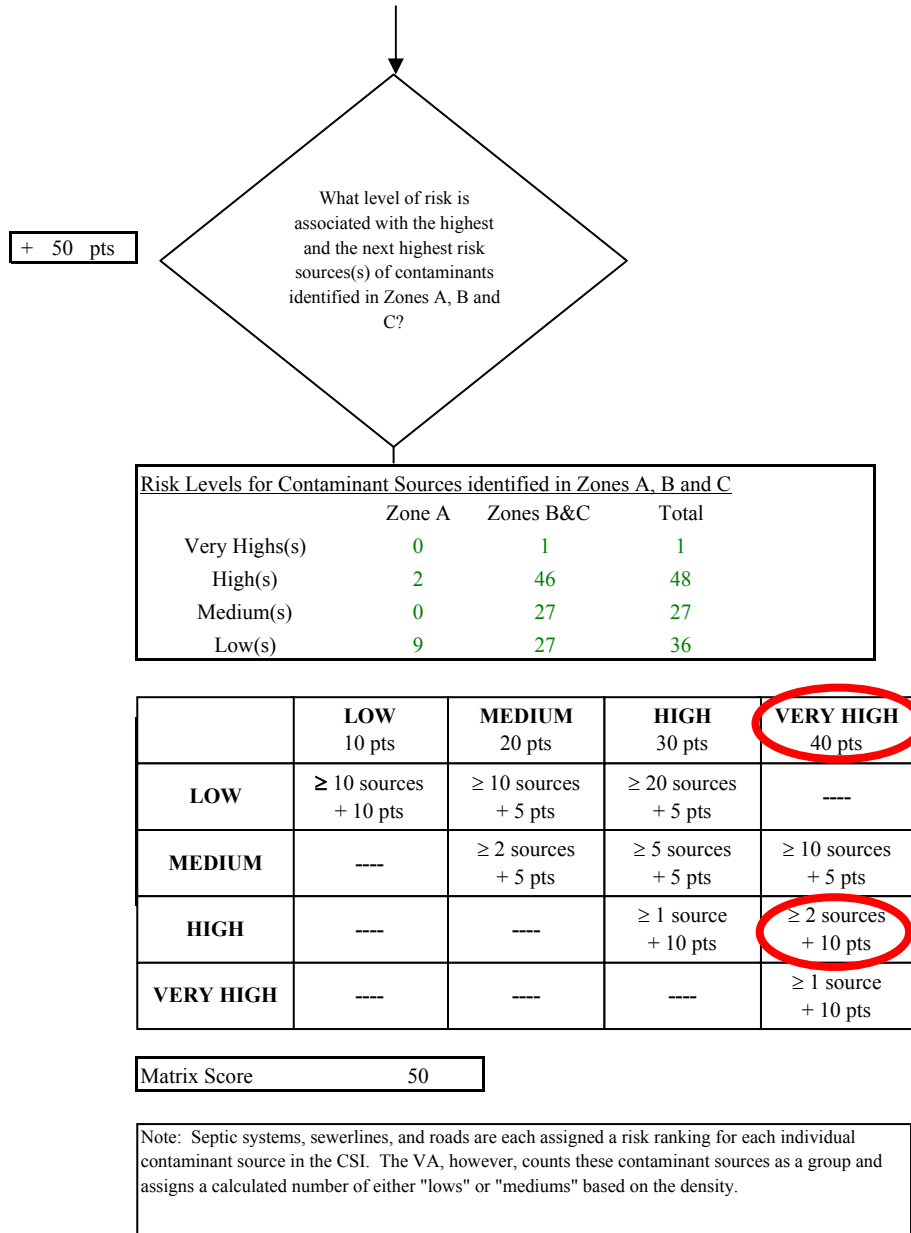 What level of risk is
associated with the highest
and the next highest risk
sources(s) of contaminants
identified in Zones A, B and
C?
+ 50 pts
Risk Levels for Contaminant Sources identified in Zones A, B and C
Zone A Zones B&C Total
Very Highs(s) 0 1 1
High(s) 2 46 48
Medium(s) 0 27 27
Low(s) 9 27 36
LOW MEDIUM HIGH VERY HIGH
10 pts 20 pts 30 pts 40 pts
LOW ≥ 10 sources ≥ 10 sources ≥ 20 sources ----
+ 10 pts + 5 pts + 5 pts
MEDIUM ---- ≥ 2 sources ≥ 5 sources ≥ 10 sources
+ 5 pts + 5 pts + 5 pts
HIGH ---- ---- ≥ 1 source ≥ 2 sources
+ 10 pts + 10 pts
VERY HIGH ---- ---- ---- ≥ 1 source
+ 10 pts
Matrix Score 50
Note: Septic systems, sewerlines, and roads are each assigned a risk ranking for each individual
contaminant source in the CSI. The VA, however, counts these contaminant sources as a group and
assigns a calculated number of either "lows" or "mediums" based on the density.